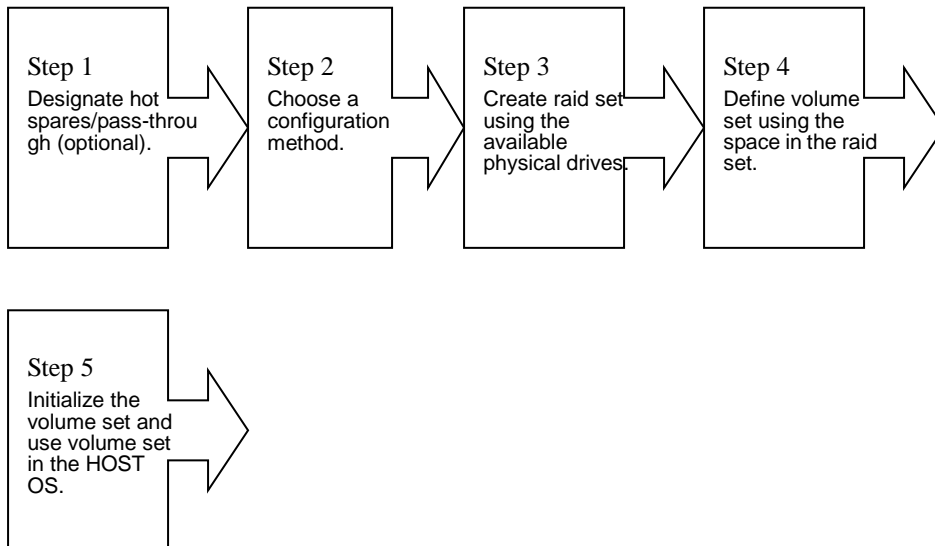 Step 1
Designate hot
spares/pass-throu
gh (optional).
Step 2
Choose a
configuration
method.
Step 3
Create raid set
using the
available
physical drives.
Step 4
Define volume
set using the
space in the raid
set.
Step 5
Initialize the
volume set and
use volume set
in the HOST
OS.